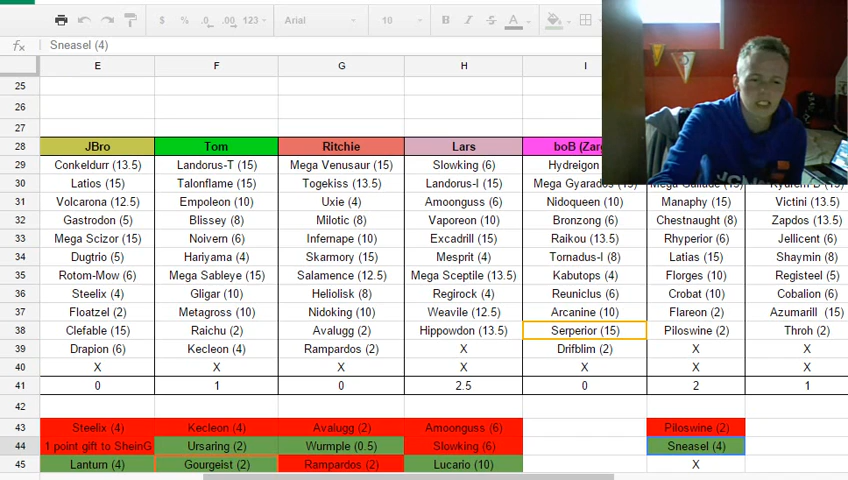 $ % .0 .00 123 Arial 10 B I S A
fx Sneasel (4)
E F G H I
25
26
27
28 JBro Tom Ritchie Lars boB
29 Conkeldurr (13.5) Landorus-T (15) Mega Venusaur (15) Slowking (6) Hydreigon
30 Latios (15) Talonflame (15) Togekiss (13.5) Landorus-I (15) Mega Gyarados
31 Volcarona (12.5) Empoleon (10) Uxie (4) Amoonguss (6) Nidoqueen (10) Manaphy (15) Victini (13.5)
32 Gastrodon (5) Blissey (8) Milotic (8) Vaporeon (10) Bronzong (6) Chestnaught (8) Zapdos (13.5)
33 Mega Scizor (15) Noivern (6) Infernape (10) Excadrill (15) Raikou (13.5) Rhyperior (6) Jellicent (6)
34 Dugtrio (5) Hariyama (4) Skarmory (15) Mesprit (4) Tornadus-I (8) Latias (15) Shaymin (8)
35 Rotom-Mow (6) Mega Sableye (15) Salamence (12.5) Mega Sceptile (13.5) Kabutops (4) Florges (10) Registeel (5)
36 Steelix (4) Gligar (10) Heliolisk (8) Regirock (4) Reuniclus (6) Crobat (10) Cobalion (6)
37 Floatzel (2) Metagross (10) Nidoking (10) Weavile (12.5) Arcanine (10) Flareon (2) Azumarill (15)
38 Clefable (15) Raichu (2) Avalugg (2) Hippowdon (13.5) Serperior (15) Piloswine (2) Throh (2)
39 Drapion (6) Kecleon (4) Rampardos (2) X Drifblim (2) X X
40 X X X X X X X
41 0 1 0 2.5 0 2 1
42
43 Steelix (4) Kecleon (4) Avalugg (2) Amoonguss (6) Piloswine (2)
44 1 point gift to SheinG Ursaring (2) Wurmple (0.5) Slowking (6) Sneasel (4)
45 Lanturn (4) Gourgeist (2) Rampardos (2) Lucario (10) X